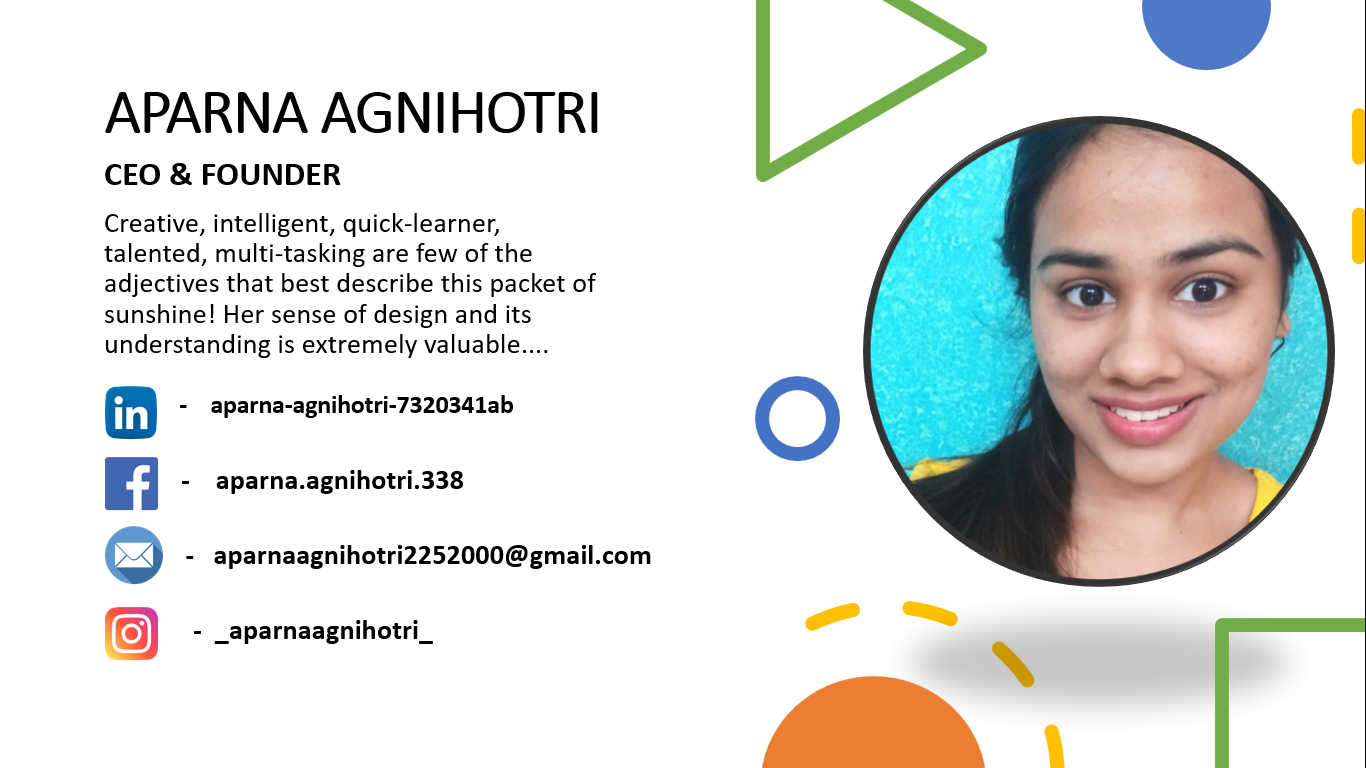 APARNA AGNIHOTRI
CEO & FOUNDER
Creative, intelligent, quick-learner,
talented, multi-tasking are few of the
adjectives that best describe this packet of
sunshine! Her sense of design and its
understanding is extremely valuable....
in - aparna-agnihotri-7320341ab
f - aparna.agnihotri.338
- aparnaagnihotri2252000@gmail.com
- _aparnaagnihotri_